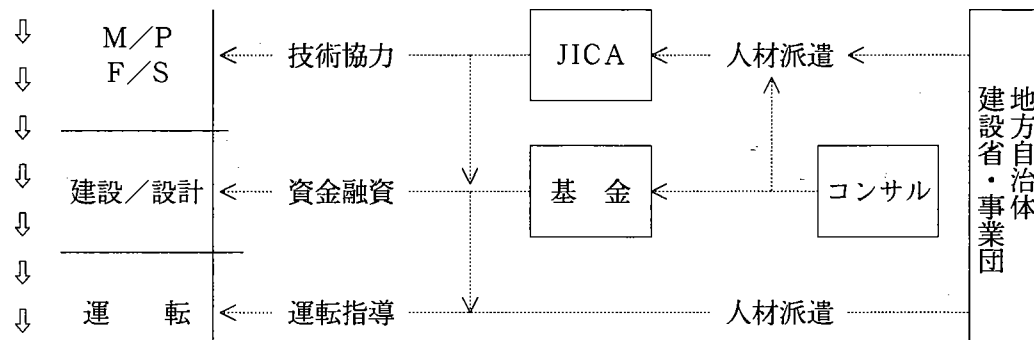 M／P
F／S
技術協力
JICA
人材派遣
建設／設計
資金融資
基　金
コンサル
運　転
運転指導
人材派遣
地方自治体
建設省・事業団